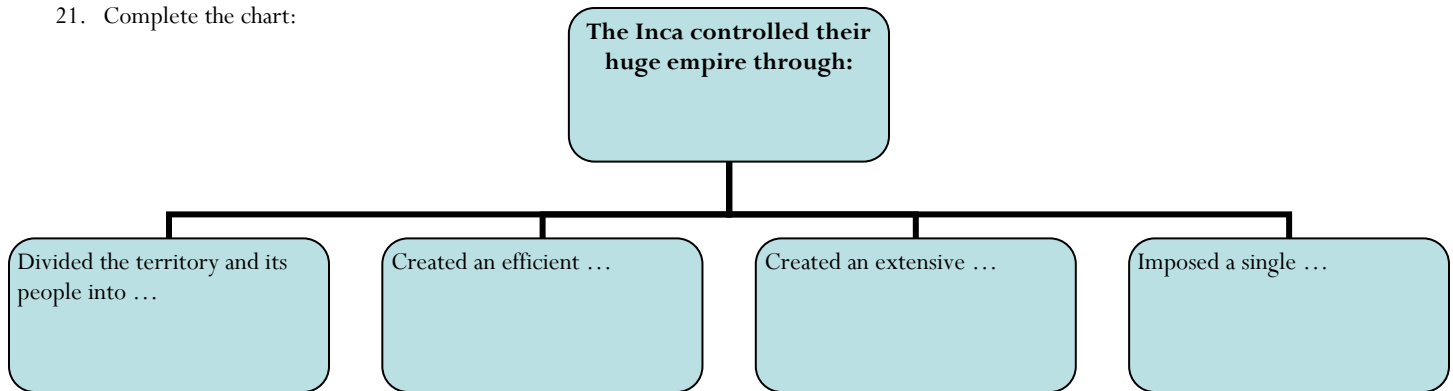 21. Complete the chart:
The Inca controlled their
huge empire through:
Divided the territory and its
people into …
Created an efficient …
Created an extensive …
Imposed a single …